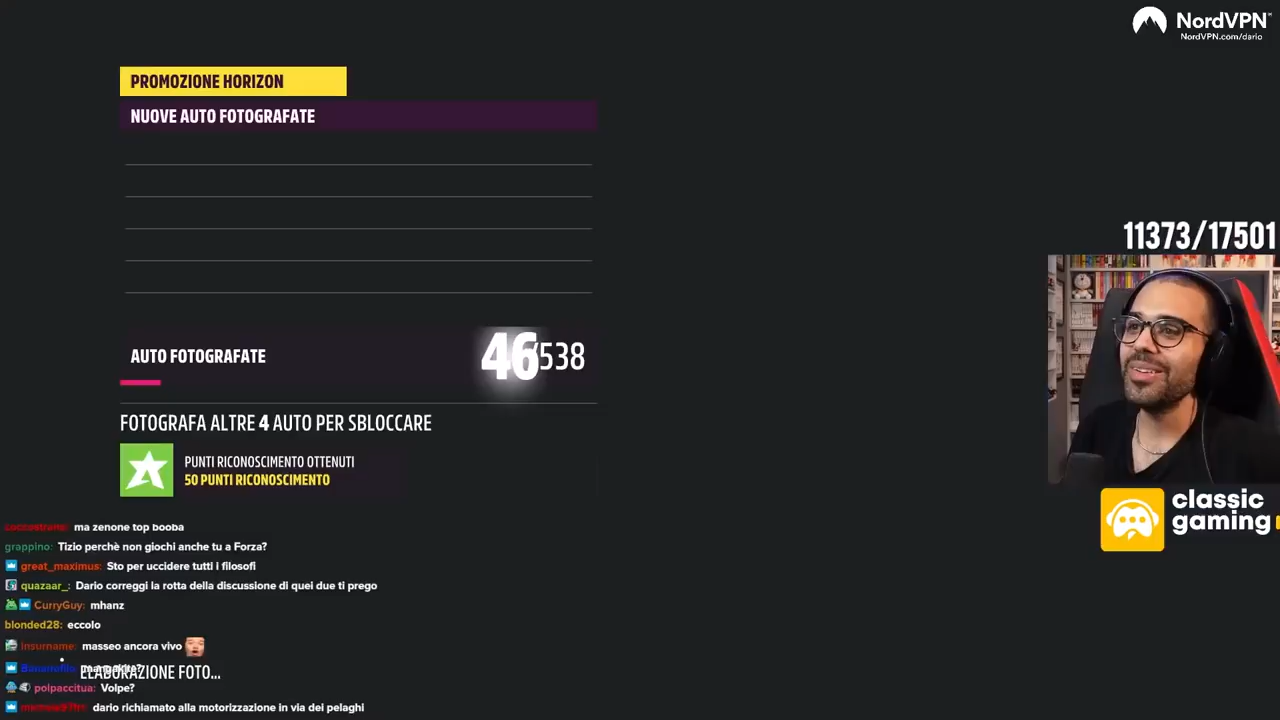 NordVPN
NordVPN.com/dario
PROMOZIONE HORIZON
NUOVE AUTO FOTOGRAFATE
11373/17501
AUTO FOTOGRAFATE
46/538
FOTOGRAFA ALTRE 4 AUTO PER SBLOCCARE
PUNTI RICONOSCIMENTO OTTENUTI
50 PUNTI RICONOSCIMENTO
classic
gaming
ma zenone top booba
grappino: Tizio perchè non giochi anche tu a Forza?
great_maximus: Sto per uccidere tutti i filosofi
quazaar_: Dario correggi la rotta della discussione di quei due ti prego
CurryGuy: mhanz
blonded28: eccolo
insurname: masseo ancora vivo
ELABORAZIONE FOTO...
polpaccitua: Volpe?
dario richiamato alla motorizzazione in via dei pelaghi